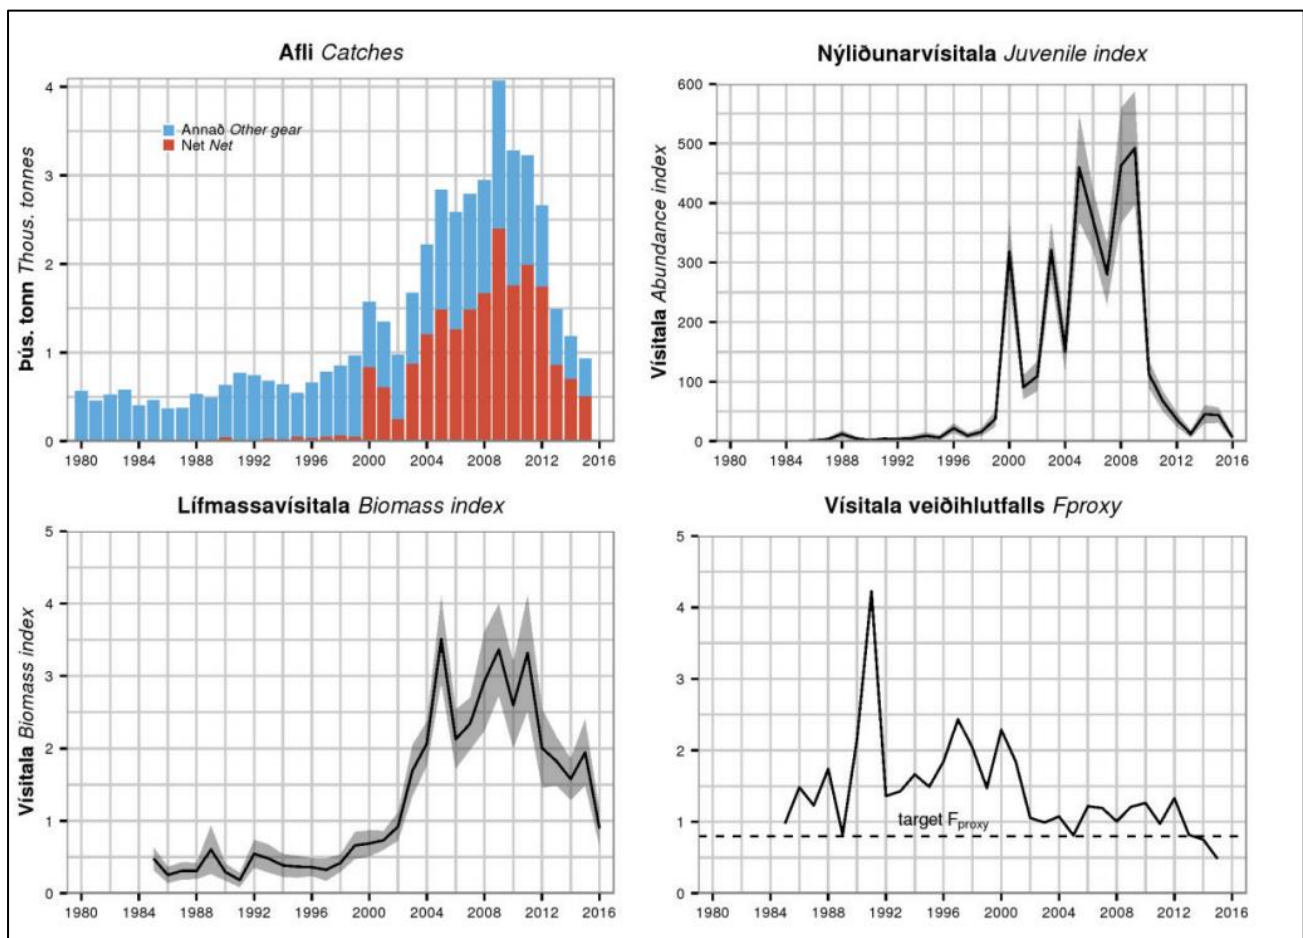 Afli Catches
Þús. tonn Thous. tonnes
4
3
2
1
0
Annað Other gear
Net Net
1980 1984 1988 1992 1996 2000 2004 2008 2012 2016
Nýliðunarvísitala Juvenile index
Vísitala Abundance index
600
500
400
300
200
100
0
1980 1984 1988 1992 1996 2000 2004 2008 2012 2016
Lífmassavísitala Biomass index
Vísitala Biomass index
5
4
3
2
1
0
1980 1984 1988 1992 1996 2000 2004 2008 2012 2016
Vísitala veiðihlutfalls Fproxy
5
4
3
2
1
0
target Fproxy
1980 1984 1988 1992 1996 2000 2004 2008 2012 2016